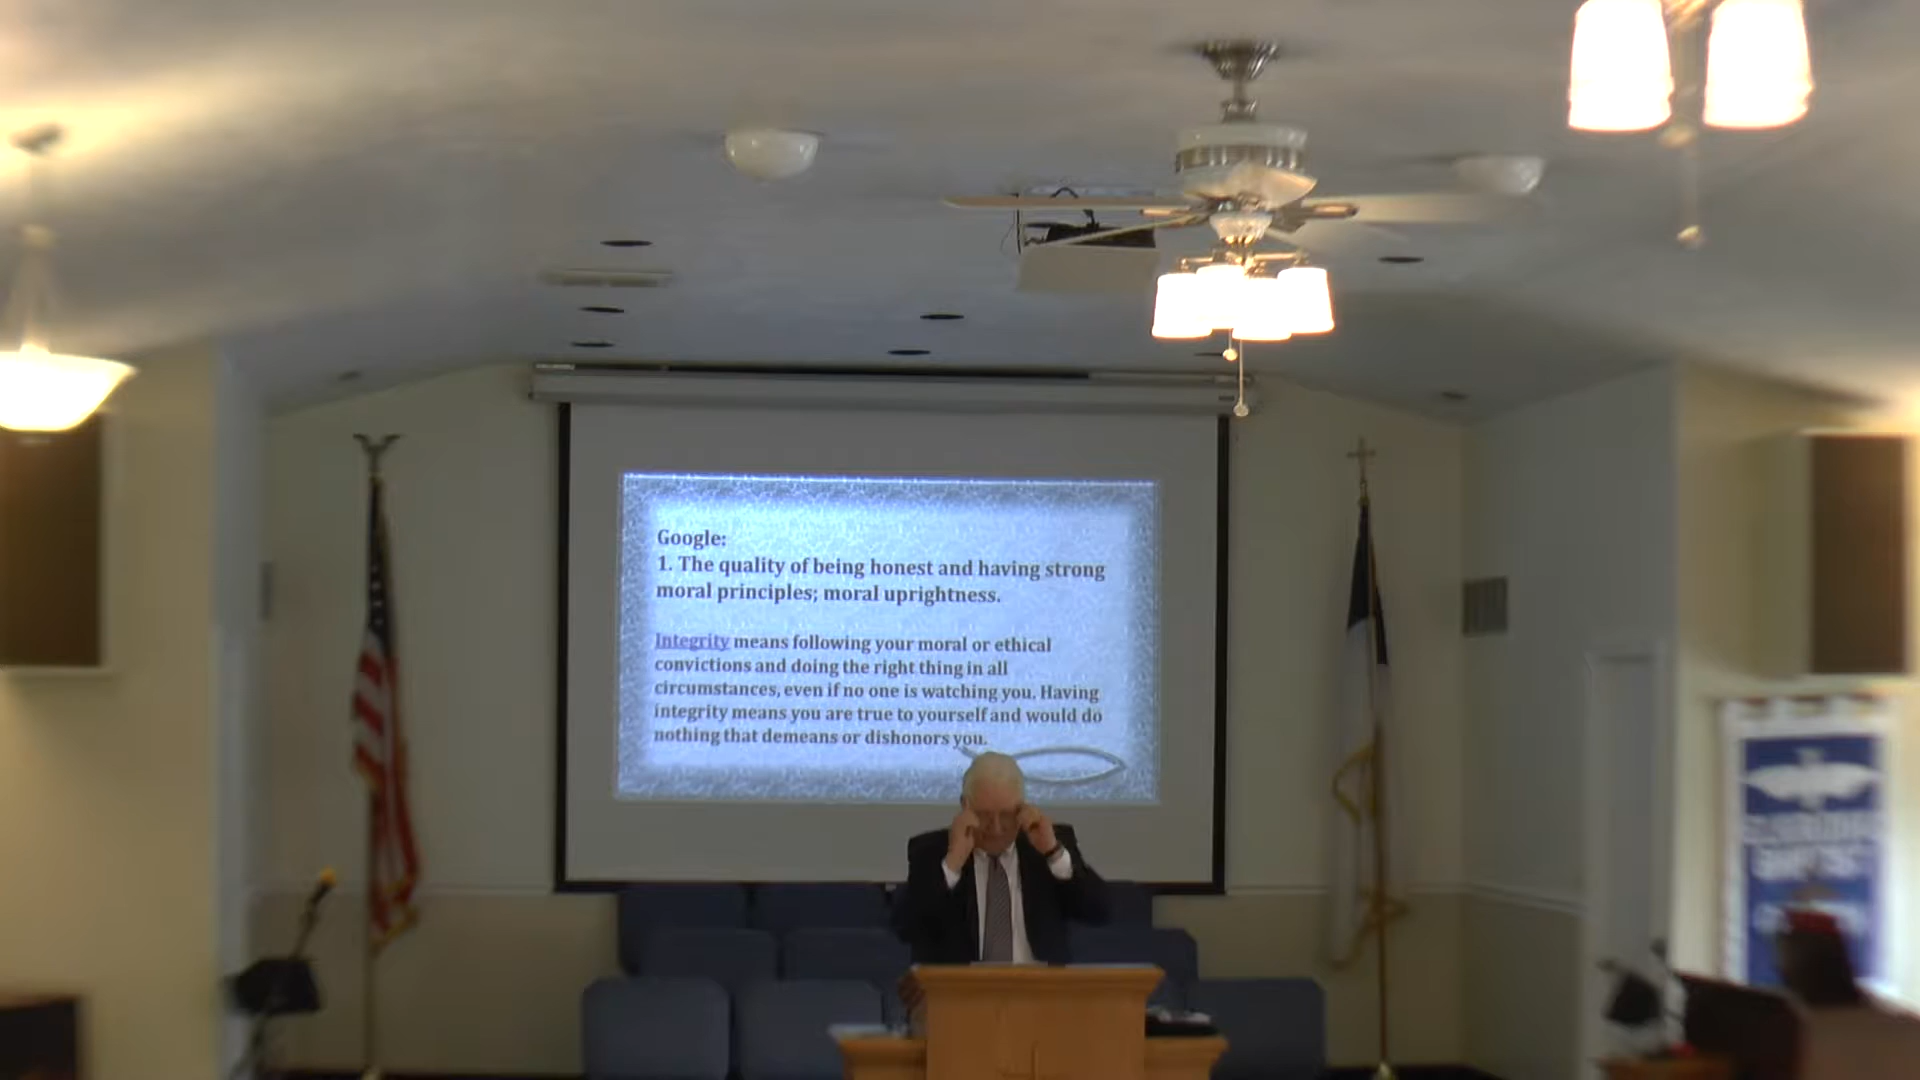 Google:
1. The quality of being honest and having strong
moral principles; moral uprightness.
Integrity means following your moral or ethical
convictions and doing the right thing in all
circumstances, even if no one is watching you. Having
integrity means you are true to yourself and would do
nothing that demeans or dishonors you.